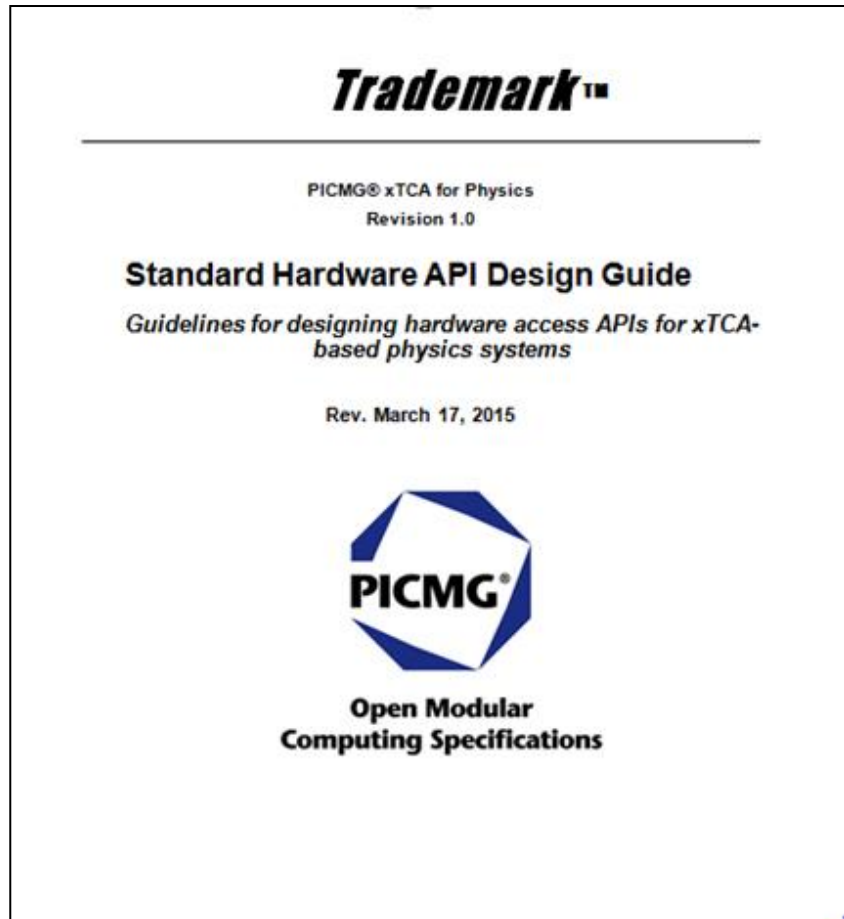 Trademark™
PICMG® xTCA for Physics
Revision 1.0
Standard Hardware API Design Guide
Guidelines for designing hardware access APIs for xTCA-
based physics systems
Rev. March 17, 2015
PICMG®
Open Modular
Computing Specifications